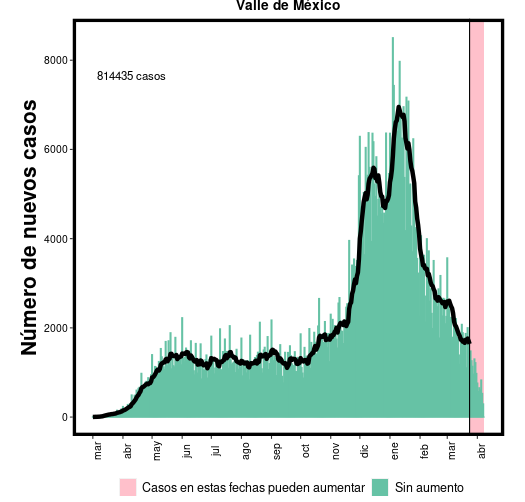 Valle de México
Número de nuevos casos
8000
6000
4000
2000
0
814435 casos
mar
abr
may
jun
jul
ago
sep
oct
nov
dic
ene
feb
mar
abr
Casos en estas fechas pueden aumentar
Sin aumento